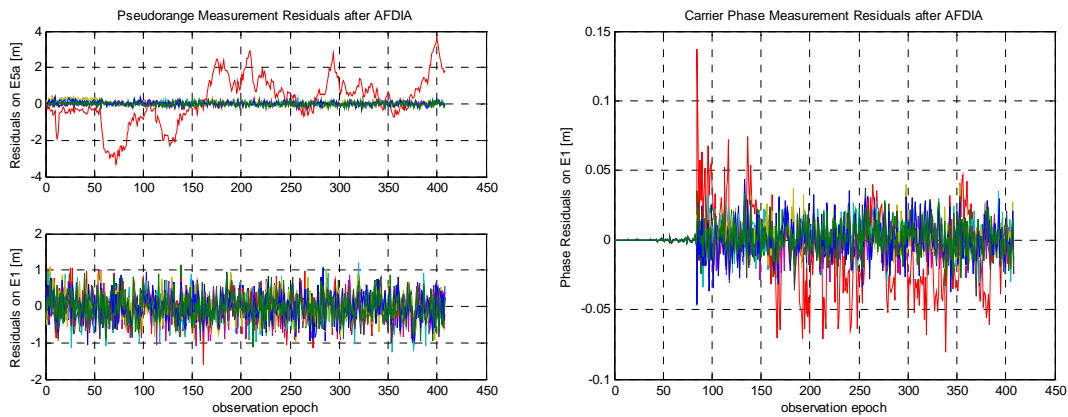 Pseudorange Measurement Residuals after AFDIA
Residuals on E5a [m]
4
2
0
-2
-4
0 50 100 150 200 250 300 350 400 450
Residuals on E1 [m]
2
1
0
-1
-2
0 50 100 150 200 250 300 350 400 450
observation epoch
Carrier Phase Measurement Residuals after AFDIA
Phase Residuals on E1 [m]
0.15
0.1
0.05
0
-0.05
-0.1
0 50 100 150 200 250 300 350 400 450
observation epoch